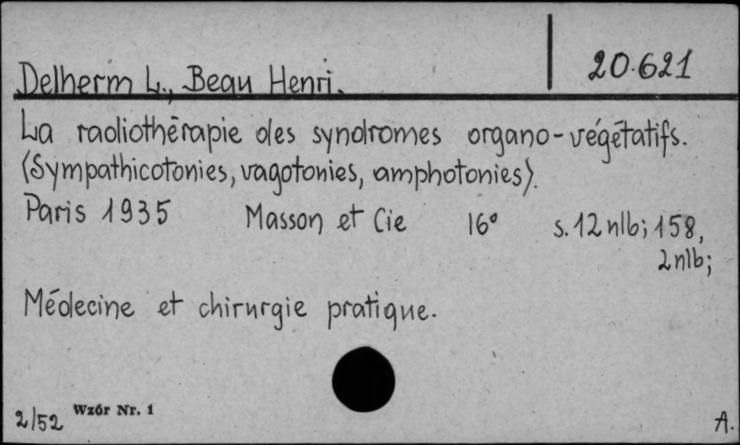 20.621
Delherm L., Beau Henri.
La radiothérapie des syndromes organo-végétatifs.
(Sympathicotonies, vagotonies, amphotonies).
Paris 1935 Masson et Cie 16° s. 12 nlb; 158,
2 nlb;
Médecine et chirurgie pratique.
2/52 Wzór Nr. 1
A.